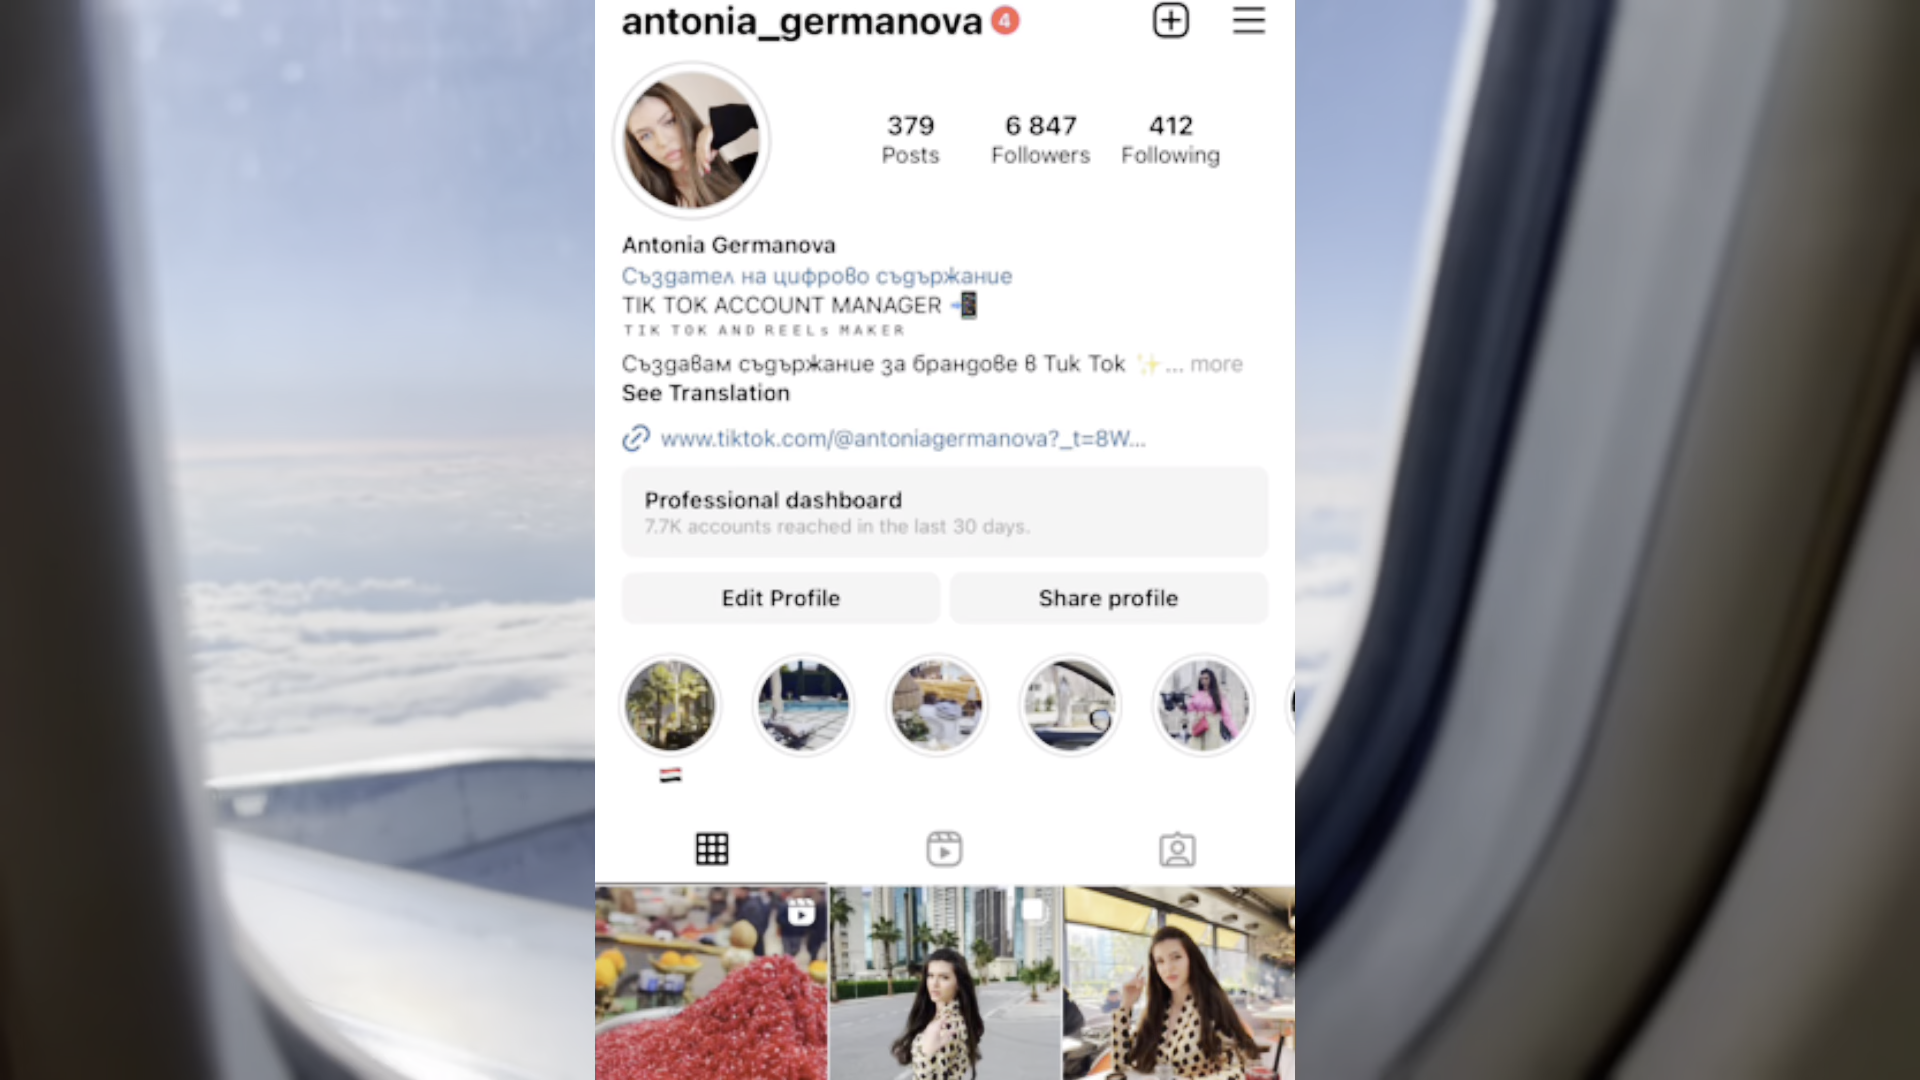 antonia_germanova 4
379 6 847 412
Posts Followers Following
Antonia Germanova
Създател на цифрово съдържание
TIK TOK ACCOUNT MANAGER
TIK TOK AND REELs MAKER
Създавам съдържание за брандове в Tuk Tok ✨... more
See Translation
www.tiktok.com/@antoniagermanova?_t=8W...
Professional dashboard
7.7K accounts reached in the last 30 days.
Edit Profile Share profile